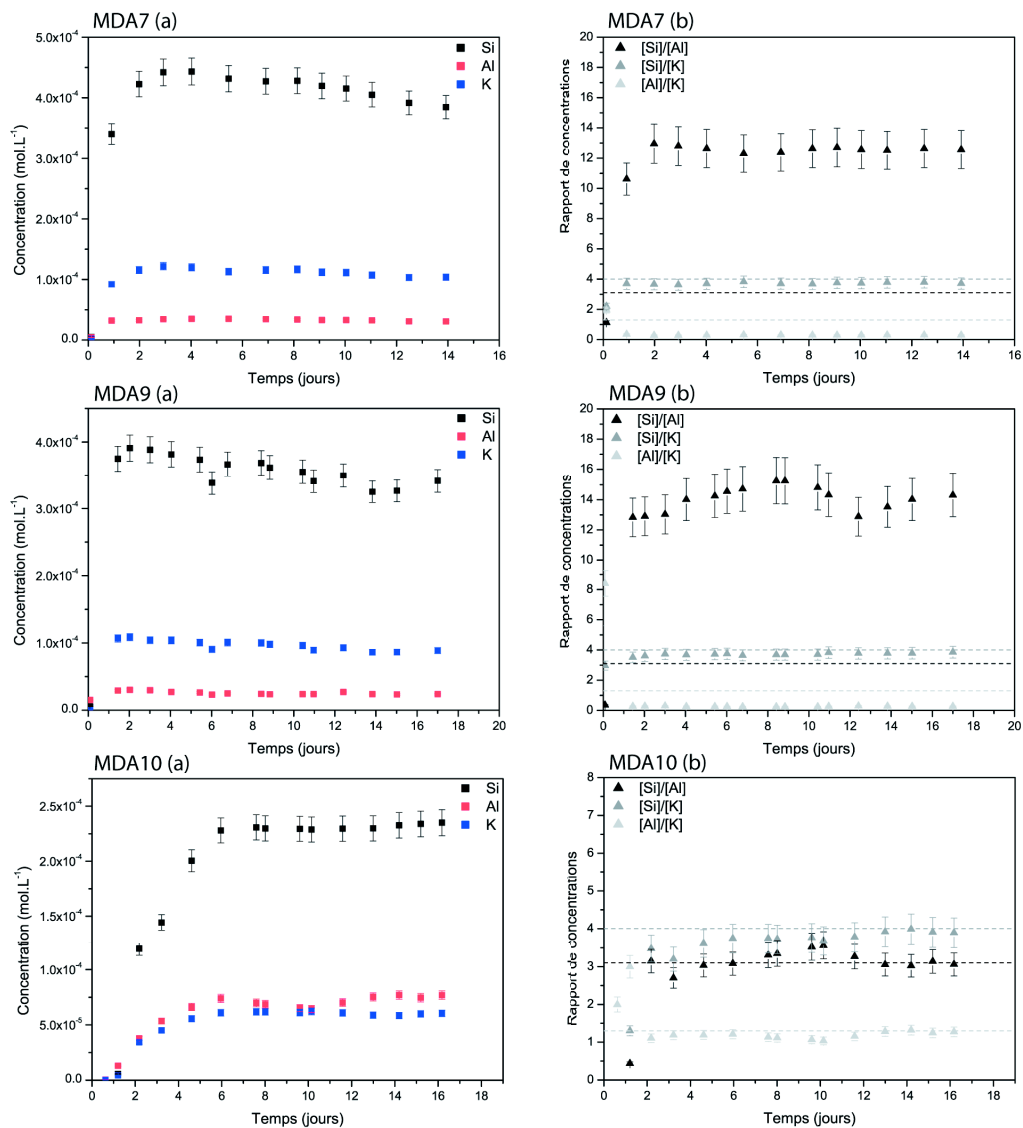 MDA7 (a)
5.0x10⁻⁴
4.0x10⁻⁴
3.0x10⁻⁴
2.0x10⁻⁴
1.0x10⁻⁴
0.0
Concentration (mol.L⁻¹)
Si
Al
K
0 2 4 6 8 10 12 14 16
Temps (jours)
MDA7 (b)
20
18
16
14
12
10
8
6
4
2
0
Rapport de concentrations
[Si]/[Al]
[Si]/[K]
[Al]/[K]
0 2 4 6 8 10 12 14 16
Temps (jours)
MDA9 (a)
4.0x10⁻⁴
3.0x10⁻⁴
2.0x10⁻⁴
1.0x10⁻⁴
0.0
Concentration (mol.L⁻¹)
Si
Al
K
0 2 4 6 8 10 12 14 16 18 20
Temps (jours)
MDA9 (b)
20
18
16
14
12
10
8
6
4
2
0
Rapport de concentrations
[Si]/[Al]
[Si]/[K]
[Al]/[K]
0 2 4 6 8 10 12 14 16 18 20
Temps (jours)
MDA10 (a)
2.5x10⁻⁴
2.0x10⁻⁴
1.5x10⁻⁴
1.0x10⁻⁴
5.0x10⁻⁵
0.0
Concentration (mol.L⁻¹)
Si
Al
K
0 2 4 6 8 10 12 14 16 18
Temps (jours)
MDA10 (b)
8
7
6
5
4
3
2
1
0
Rapport de concentrations
[Si]/[Al]
[Si]/[K]
[Al]/[K]
0 2 4 6 8 10 12 14 16 18
Temps (jours)